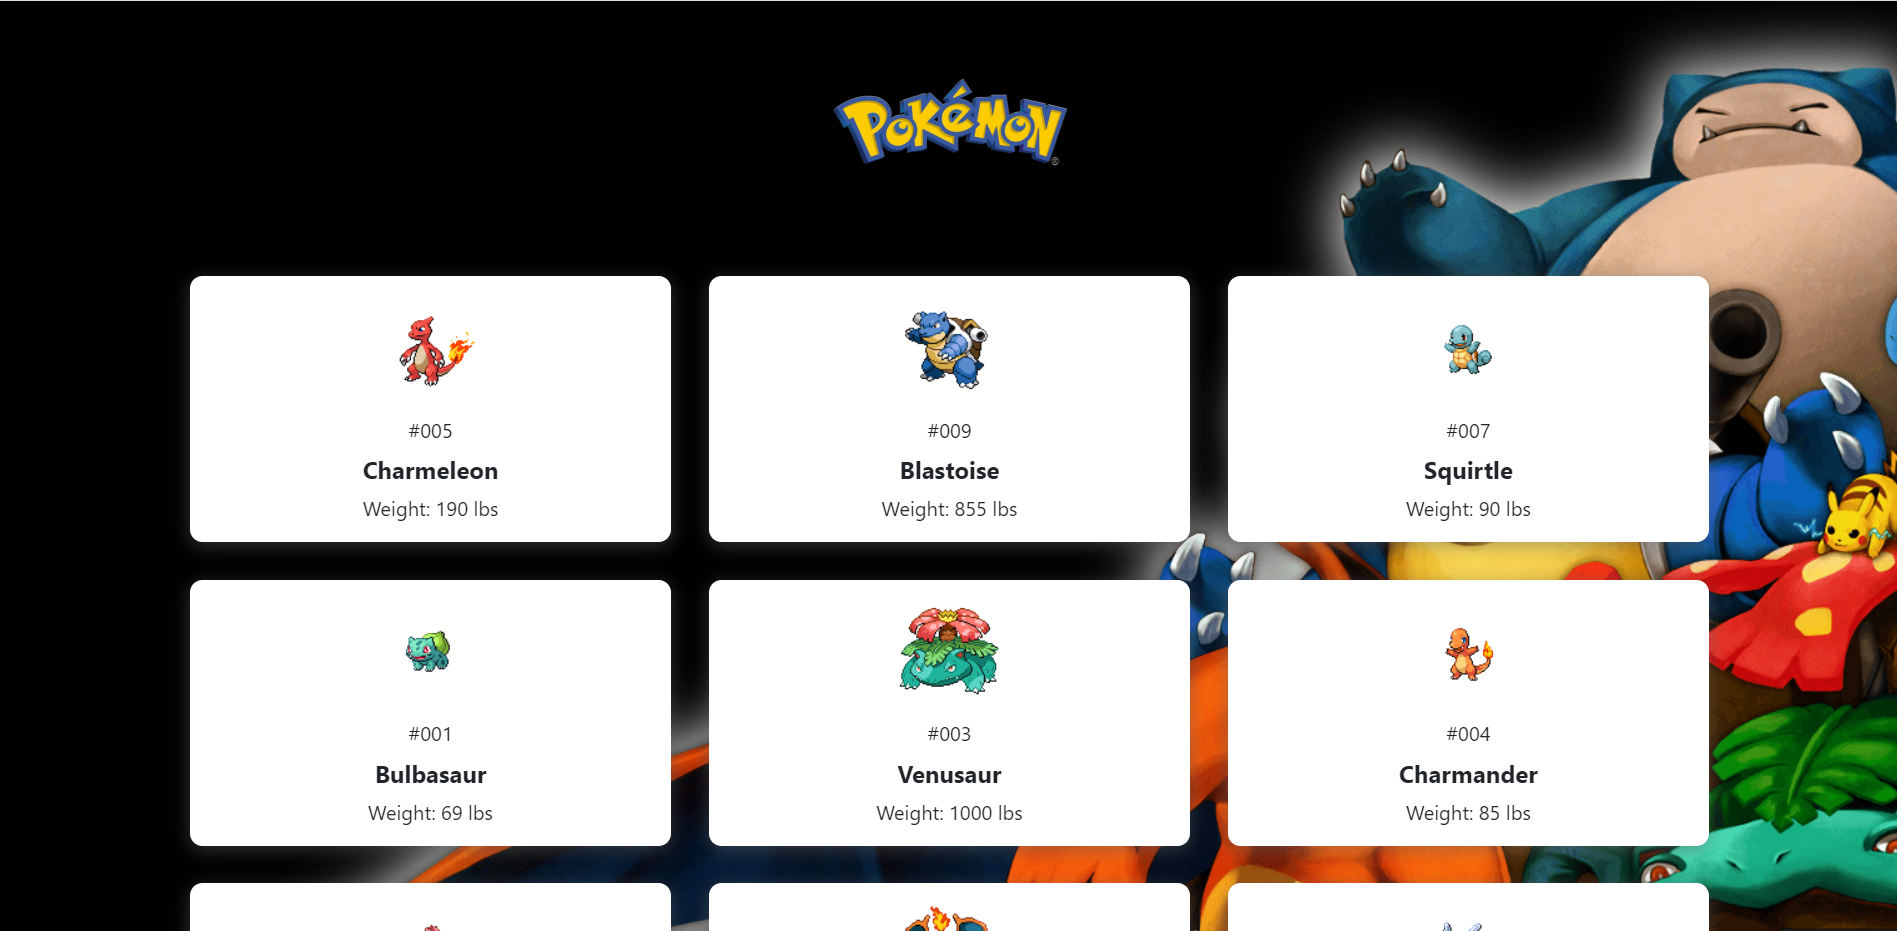 POKéMON®
#005
Charmeleon
Weight: 190 lbs
#009
Blastoise
Weight: 855 lbs
#007
Squirtle
Weight: 90 lbs
#001
Bulbasaur
Weight: 69 lbs
#003
Venusaur
Weight: 1000 lbs
#004
Charmander
Weight: 85 lbs